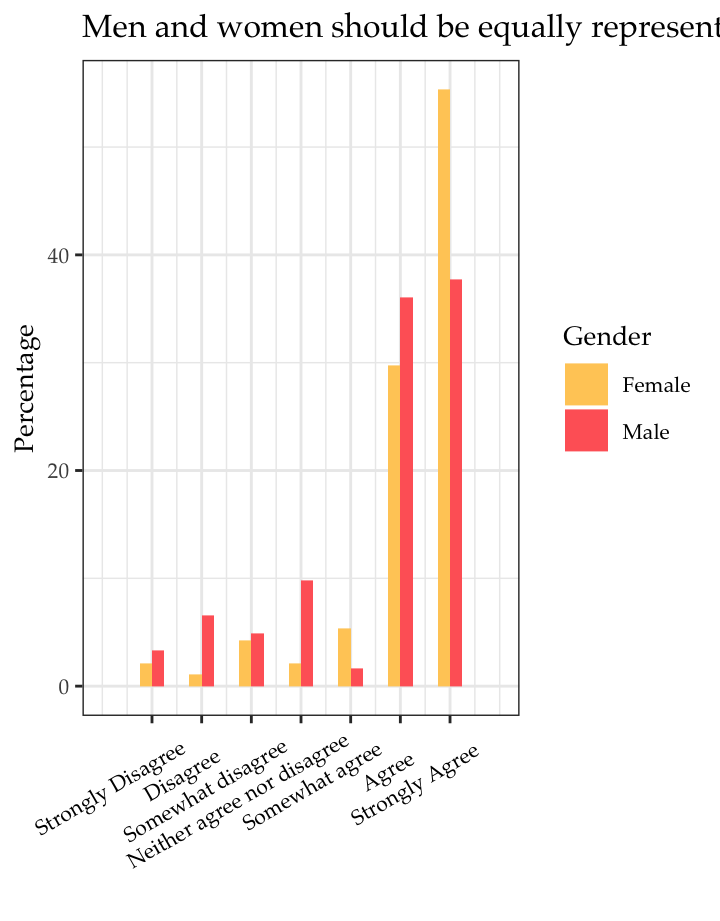 Men and women should be equally represent
Percentage
40
20
0
Strongly Disagree
Disagree
Somewhat disagree
Neither agree nor disagree
Somewhat agree
Agree
Strongly Agree
Gender
Female
Male